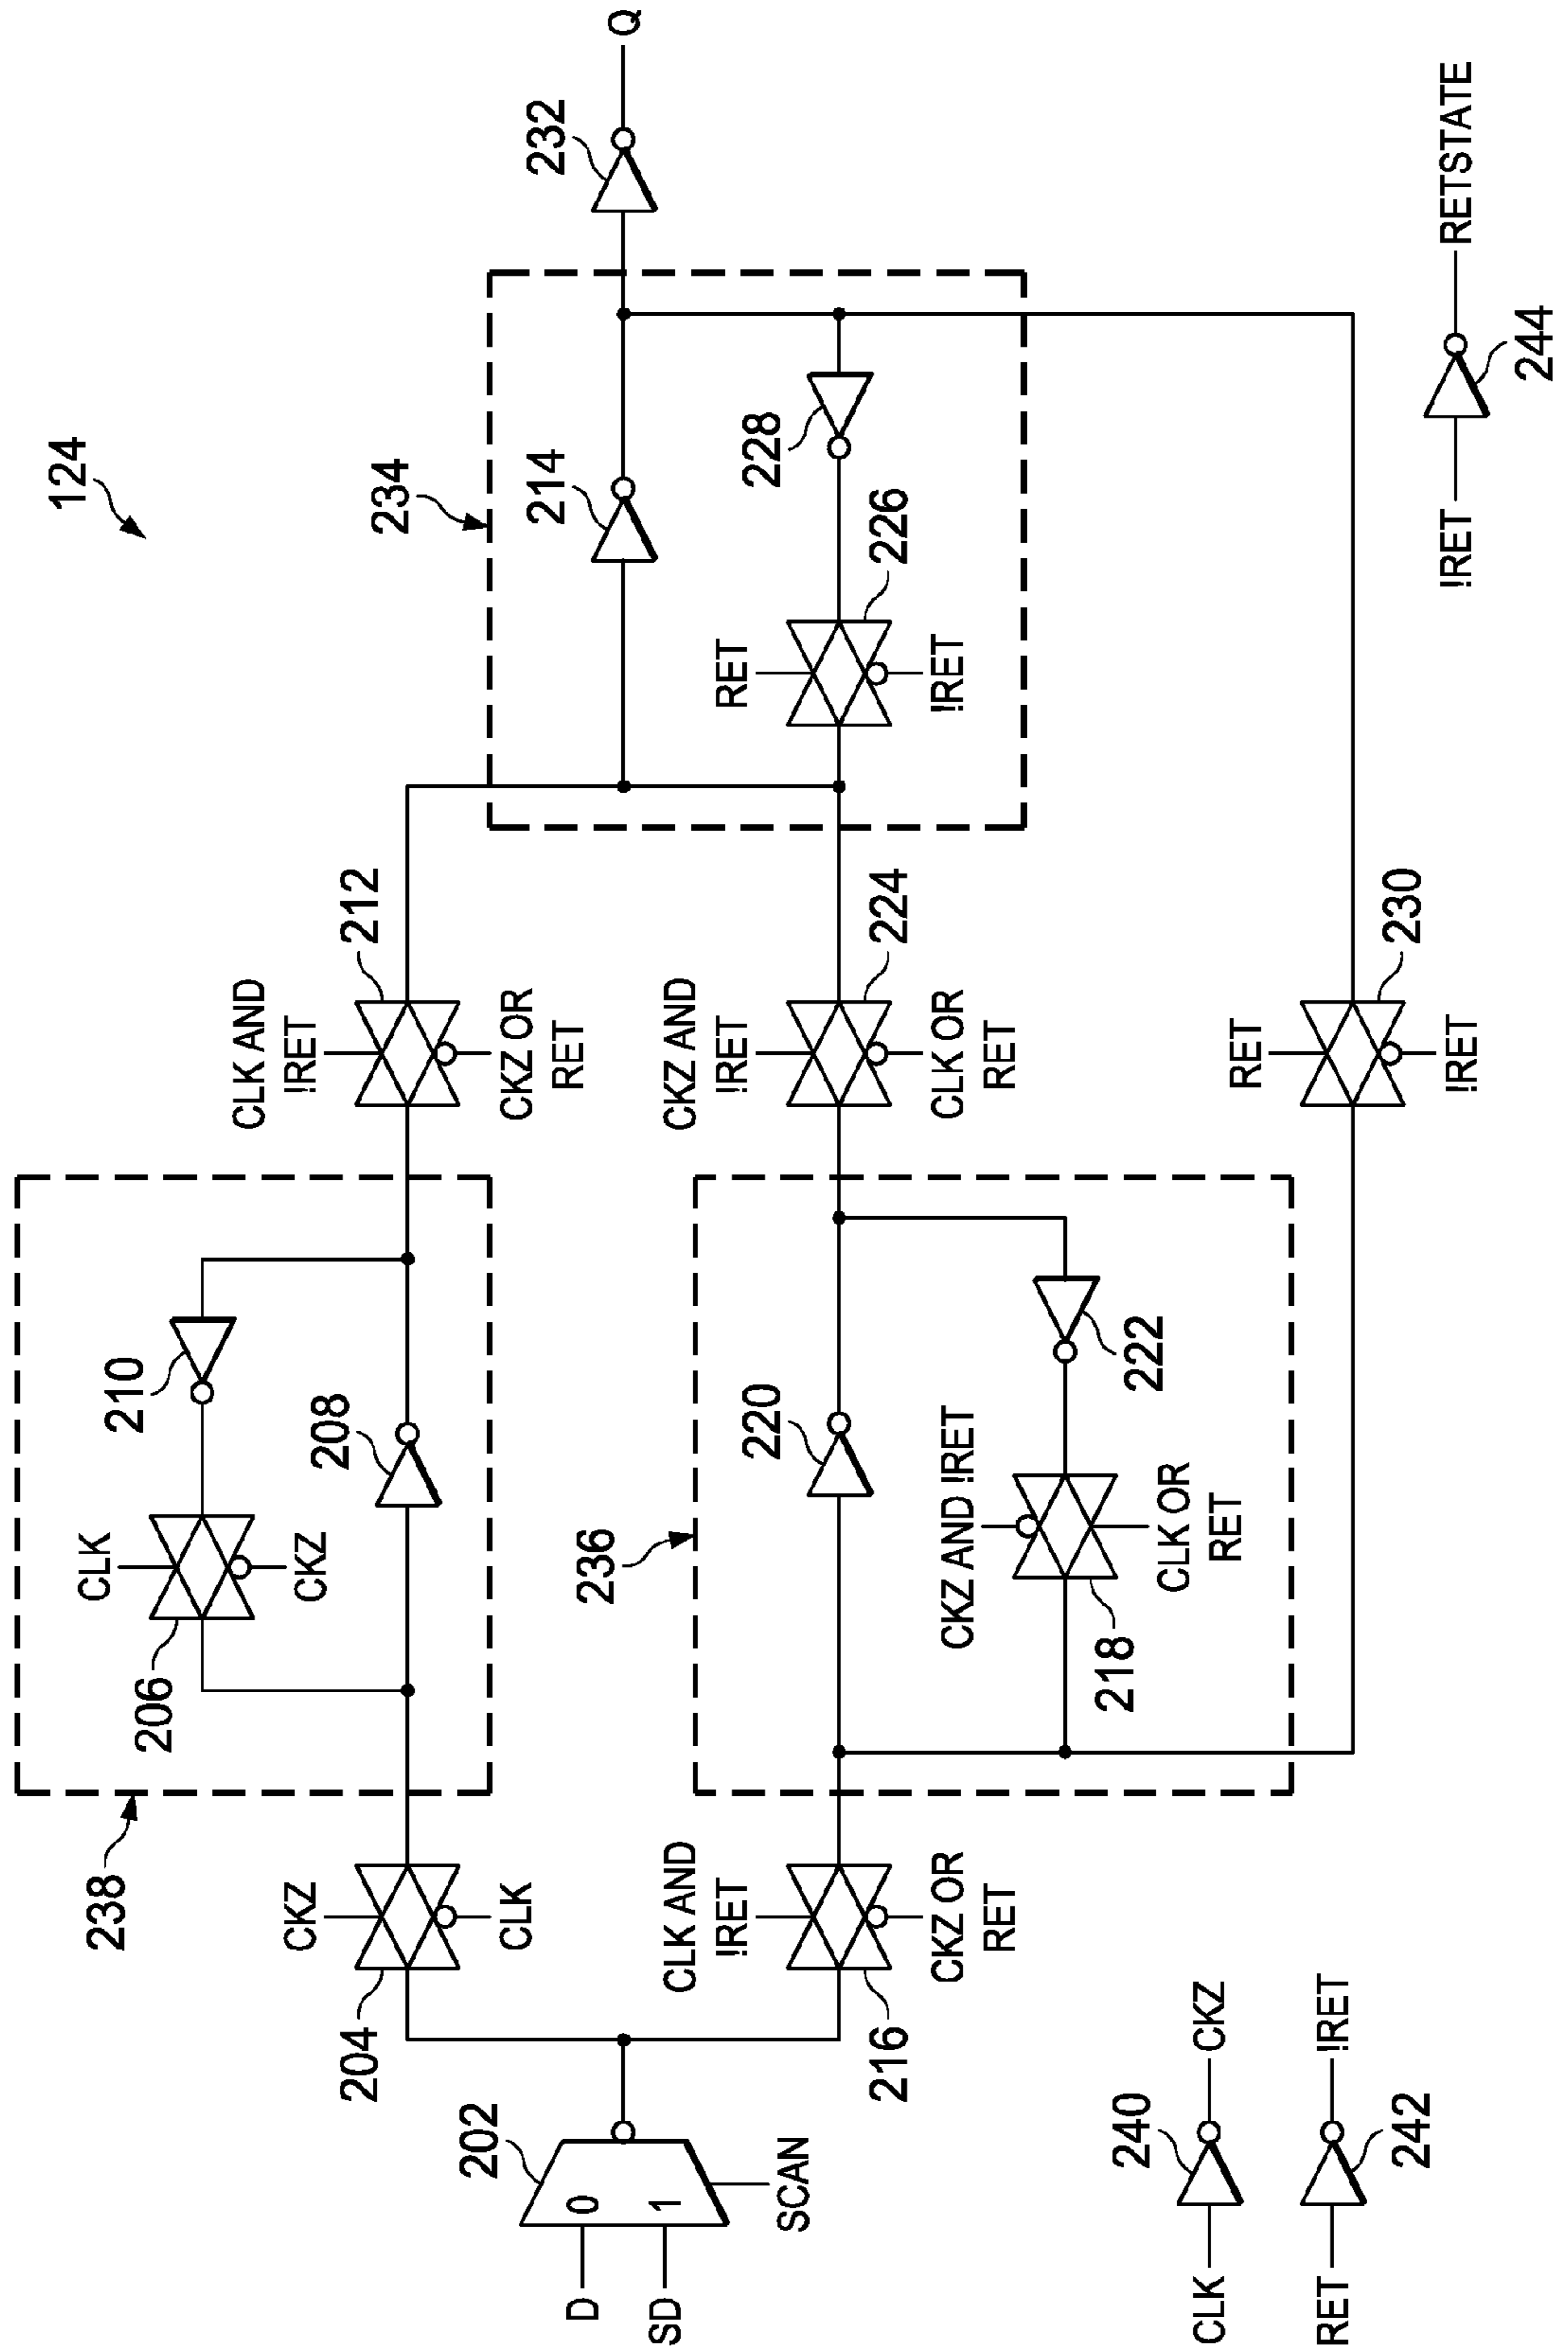 124
238
210
CLK
206
CKZ
208
CKZ
204
CLK
CLK AND
!RET
212
CKZ OR
RET
234
214
232
Q
228
RET
226
!RET
202
D
0
SD
1
SCAN
CLK AND
!RET
216
CKZ OR
RET
236
220
CKZ AND !RET
222
218
CLK OR
RET
CKZ AND
!RET
224
CLK OR
RET
RET
230
!RET
240
CLK
CKZ
242
RET
!RET
!RET
244
RETSTATE